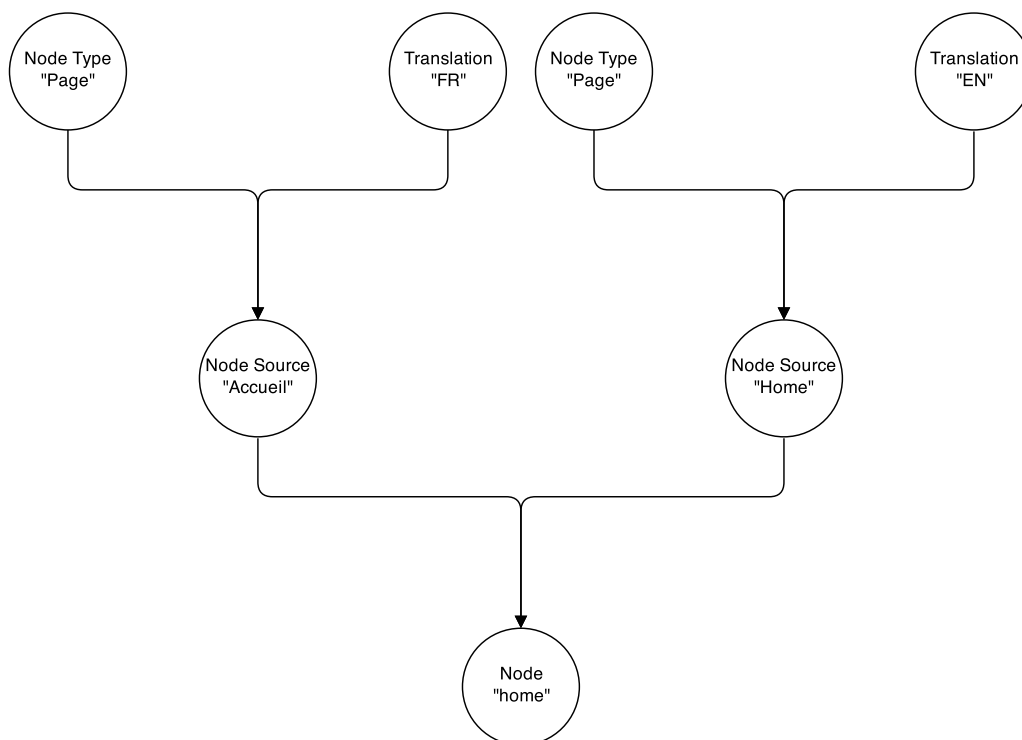 Node Type
"Page"
Translation
"FR"
Node Type
"Page"
Translation
"EN"
Node Source
"Accueil"
Node Source
"Home"
Node
"home"